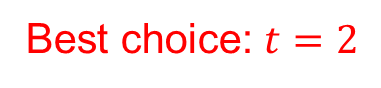 Best choice: t = 2